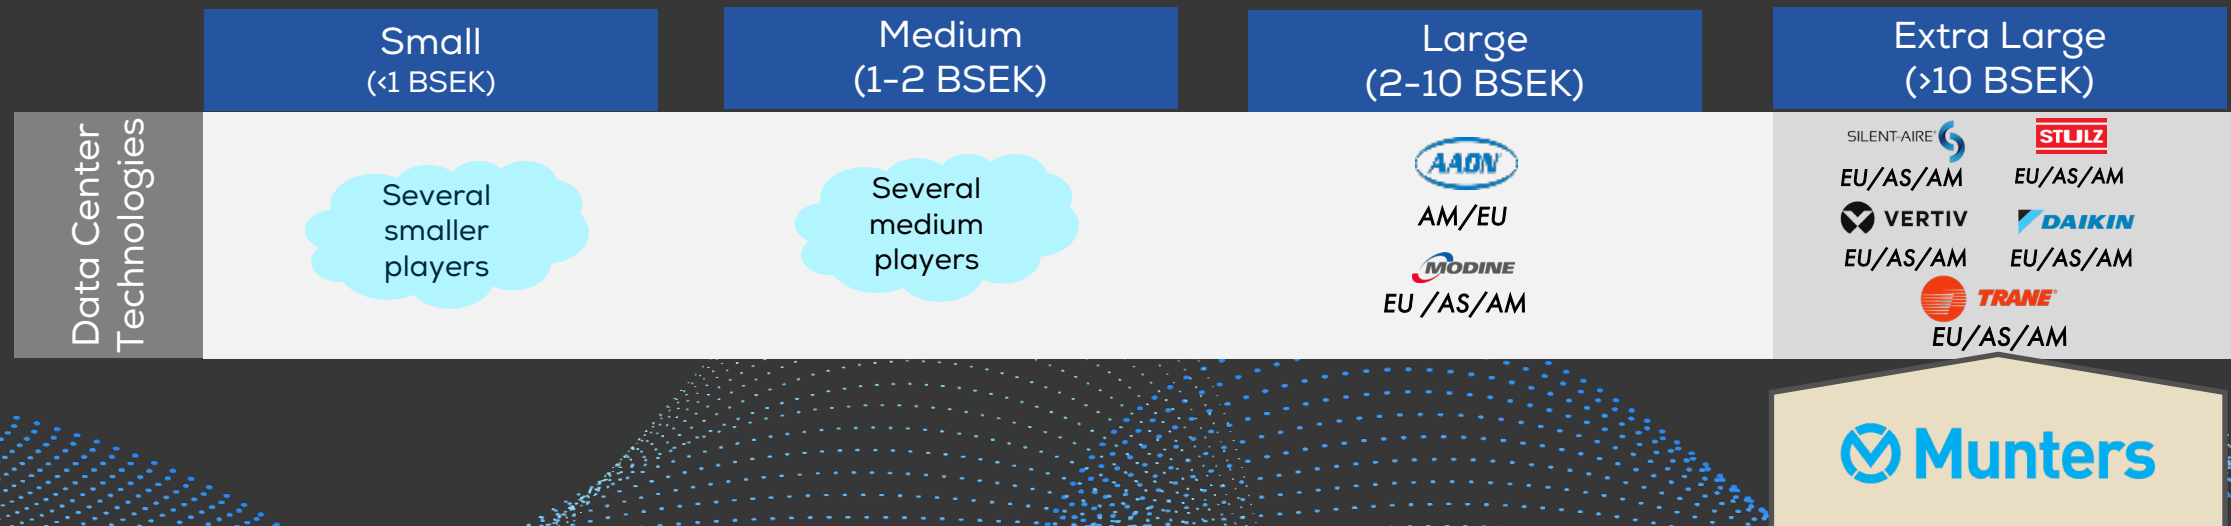 Small
(<1 BSEK)
Medium
(1-2 BSEK)
Large
(2-10 BSEK)
Extra Large
(>10 BSEK)
Data Center
Technologies
Several
smaller
players
Several
medium
players
AAON
AM/EU
MODINE
EU /AS/AM
SILENT-AIRE®
EU/AS/AM
STULZ
EU/AS/AM
VERTIV
EU/AS/AM
DAIKIN
EU/AS/AM
TRANE®
EU/AS/AM
Munters